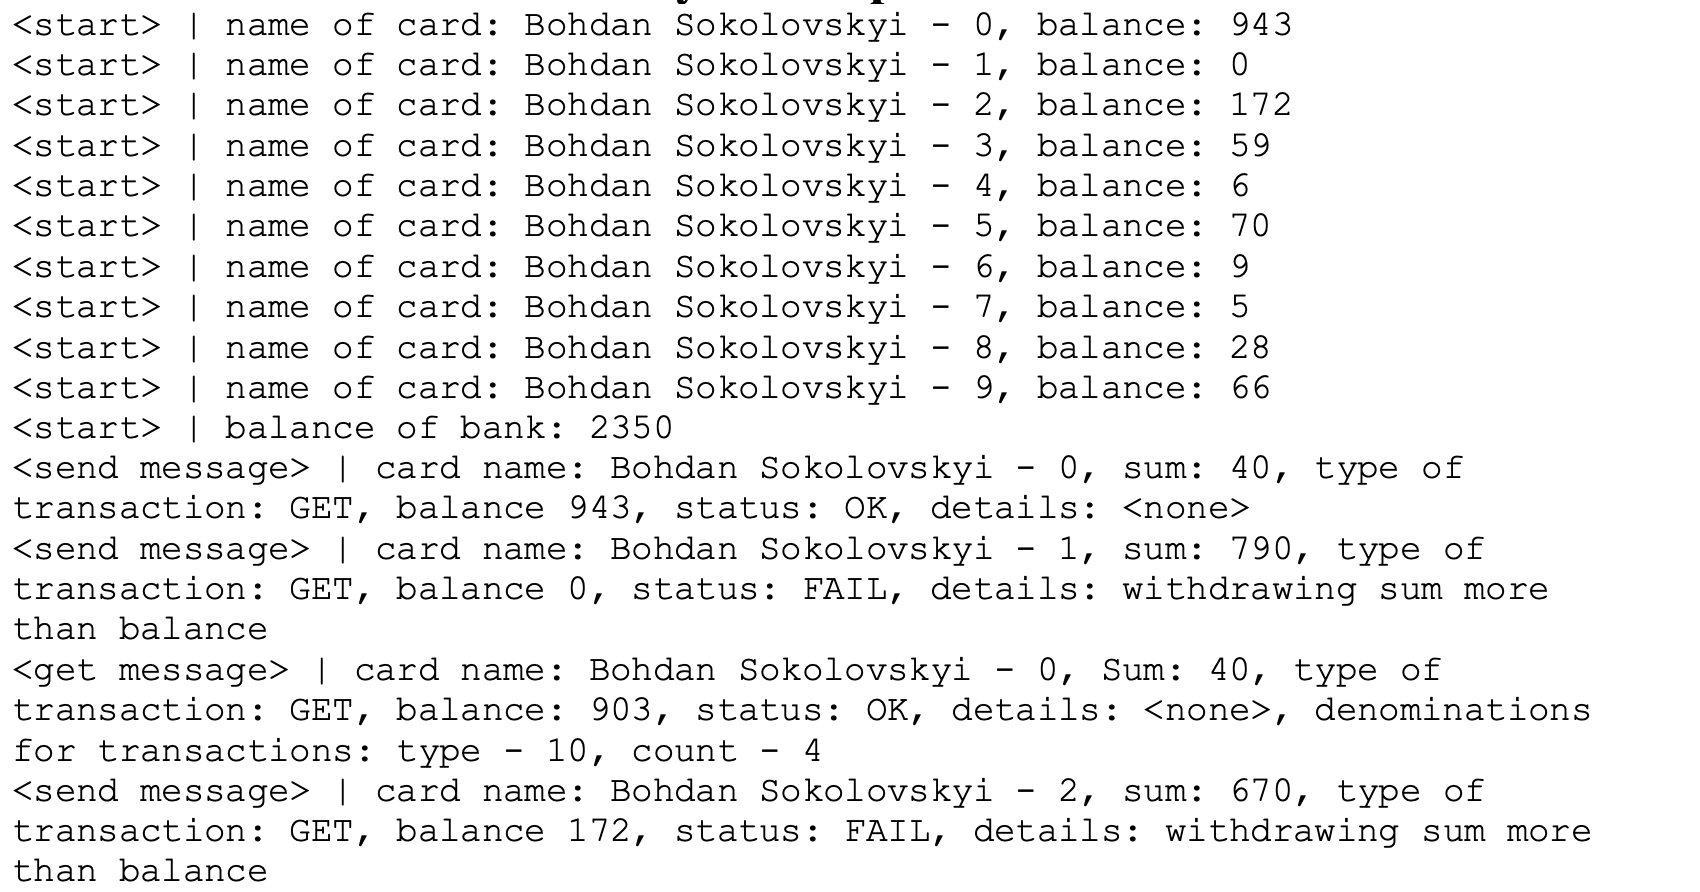 <start> | name of card: Bohdan Sokolovskyi - 0, balance: 943
<start> | name of card: Bohdan Sokolovskyi - 1, balance: 0
<start> | name of card: Bohdan Sokolovskyi - 2, balance: 172
<start> | name of card: Bohdan Sokolovskyi - 3, balance: 59
<start> | name of card: Bohdan Sokolovskyi - 4, balance: 6
<start> | name of card: Bohdan Sokolovskyi - 5, balance: 70
<start> | name of card: Bohdan Sokolovskyi - 6, balance: 9
<start> | name of card: Bohdan Sokolovskyi - 7, balance: 5
<start> | name of card: Bohdan Sokolovskyi - 8, balance: 28
<start> | name of card: Bohdan Sokolovskyi - 9, balance: 66
<start> | balance of bank: 2350
<send message> | card name: Bohdan Sokolovskyi - 0, sum: 40, type of
transaction: GET, balance 943, status: OK, details: <none>
<send message> | card name: Bohdan Sokolovskyi - 1, sum: 790, type of
transaction: GET, balance 0, status: FAIL, details: withdrawing sum more
than balance
<get message> | card name: Bohdan Sokolovskyi - 0, Sum: 40, type of
transaction: GET, balance: 903, status: OK, details: <none>, denominations
for transactions: type - 10, count - 4
<send message> | card name: Bohdan Sokolovskyi - 2, sum: 670, type of
transaction: GET, balance 172, status: FAIL, details: withdrawing sum more
than balance